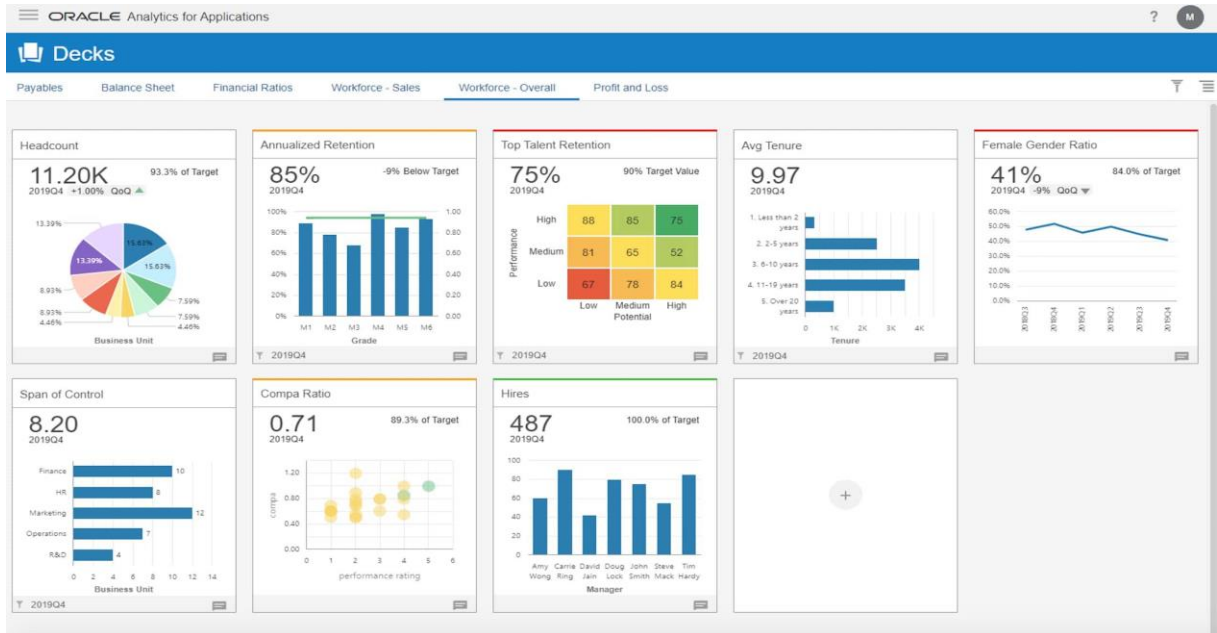 ORACLE Analytics for Applications
?
M
Decks
Payables Balance Sheet Financial Ratios Workforce - Sales Workforce - Overall Profit and Loss
Headcount
11.20K
93.3% of Target
2019Q4 +1.00% QoQ
13.39%
15.63%
13.39%
15.63%
8.93%
7.59%
8.93%
7.59%
4.46%
4.46%
Business Unit
Annualized Retention
85%
-9% Below Target
2019Q4
100% 1.00
80% 0.80
60% 0.60
40% 0.40
20% 0.20
0% 0.00
M1 M2 M3 M4 M5 M6
Grade
2019Q4
Top Talent Retention
75%
90% Target Value
2019Q4
Performance
High 88 85 75
Medium 81 65 52
Low 67 78 84
Low Medium High
Potential
2019Q4
Avg Tenure
9.97
2019Q4
1. Less than 2
years
2. 2-5 years
3. 6-10 years
4. 11-19 years
5. Over 20
years
0 1K 2K 3K 4K
Tenure
2019Q4
Female Gender Ratio
41%
84.0% of Target
2019Q4 -9% QoQ
60.0%
50.0%
40.0%
30.0%
20.0%
10.0%
0.0%
2018Q3 2018Q4 2019Q1 2019Q2 2019Q3 2019Q4
Span of Control
8.20
2019Q4
Finance 10
HR 8
Marketing 12
Operations 7
R&D 4
0 2 4 6 8 10 12 14
Business Unit
2019Q4
Compa Ratio
0.71
89.3% of Target
2019Q4
compa
1.20
0.80
0.40
0.00
0 1 2 3 4 5 6
performance rating
Hires
487
100.0% of Target
2019Q4
100
80
60
40
20
0
Amy Carrie David Doug John Steve Tim
Wong Ring Jain Lock Smith Mack Hardy
Manager
+